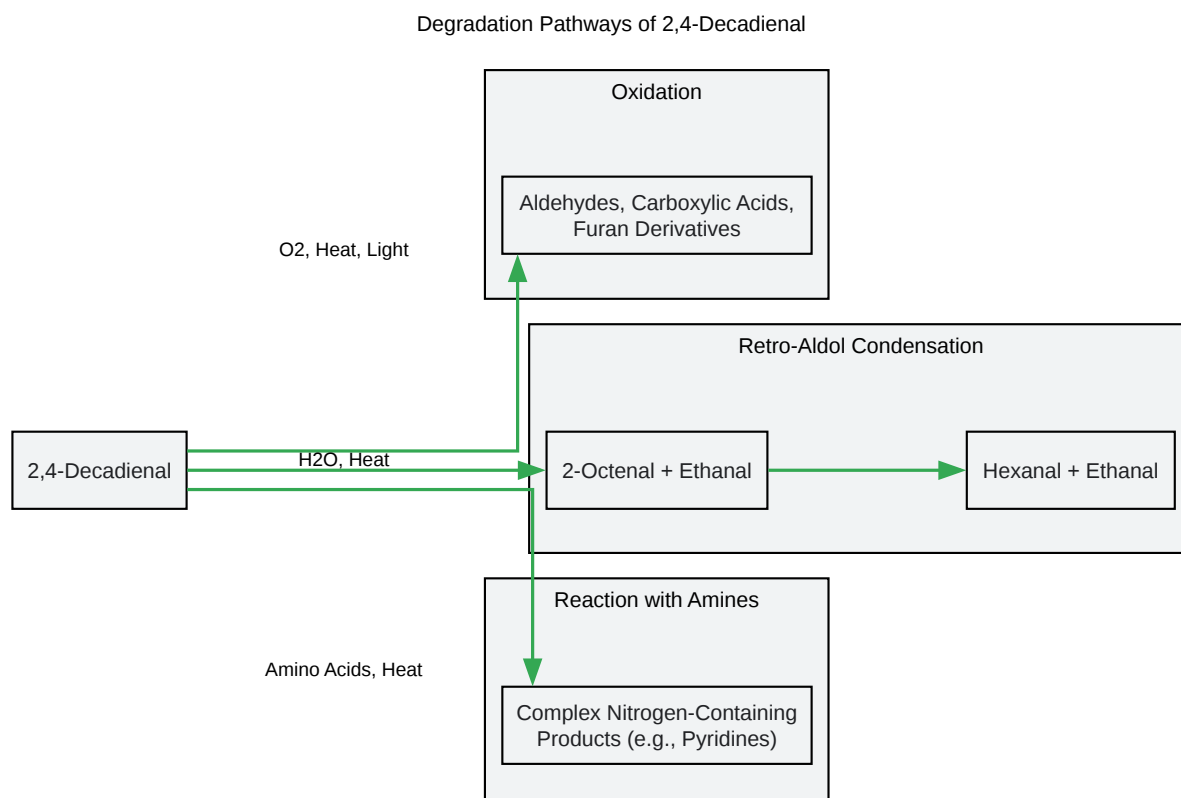 Degradation Pathways of 2,4-Decadienal
Oxidation
Aldehydes, Carboxylic Acids,
Furan Derivatives
O2, Heat, Light
Retro-Aldol Condensation
2,4-Decadienal
H2O, Heat
2-Octenal + Ethanal
Hexanal + Ethanal
Reaction with Amines
Amino Acids, Heat
Complex Nitrogen-Containing
Products (e.g., Pyridines)